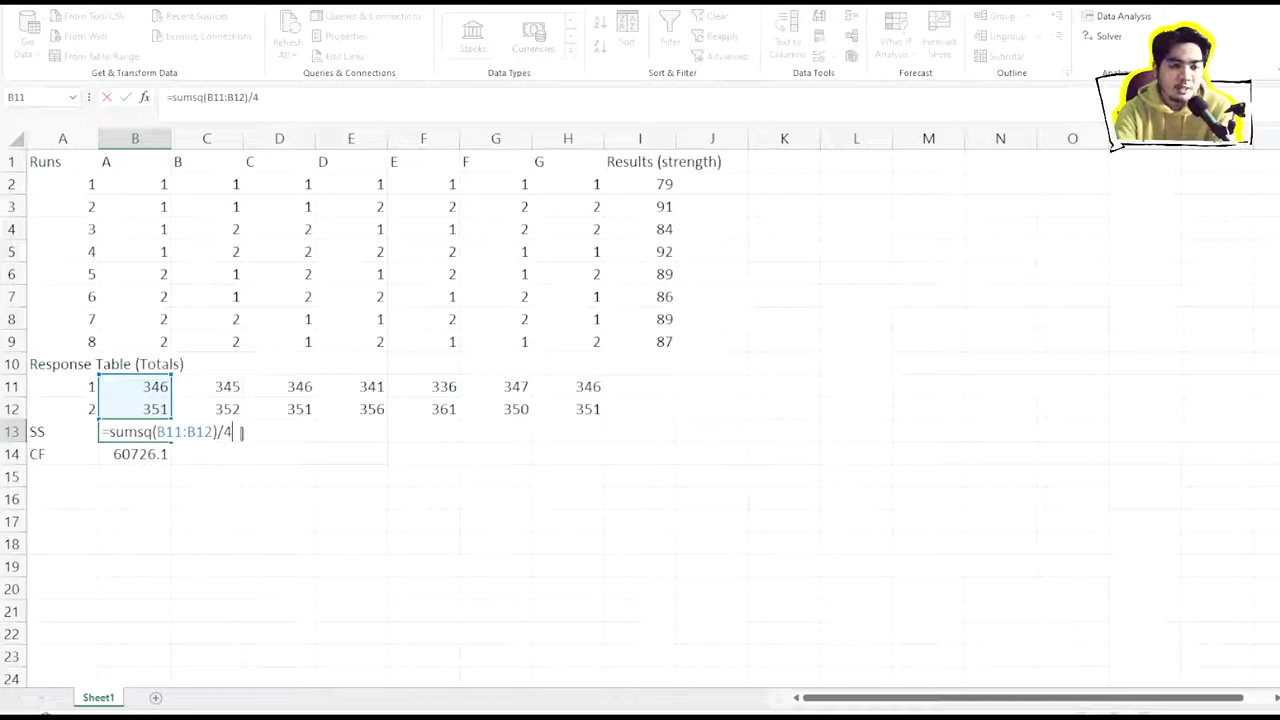 From Text/CSV Recent Sources Queries & Connections Clear Group Data Analysis
From Web Existing Connections Properties Reapply Ungroup Solver
Get Data Refresh All Stocks Currencies Sort Filter Text to Columns What-If Analysis Forecast Sheet
From Table/Range Edit Links Advanced Subtotal
Get & Transform Data Queries & Connections Data Types Sort & Filter Data Tools Forecast Outline
B11 fx =sumsq(B11:B12)/4
A B C D E F G H I J K L M N O
1 Runs A B C D E F G Results (strength)
2 1 1 1 1 1 1 1 1 79
3 2 1 1 1 2 2 2 2 91
4 3 1 2 2 1 1 2 2 84
5 4 1 2 2 2 2 1 1 92
6 5 2 1 2 1 2 1 2 89
7 6 2 1 2 2 1 2 1 86
8 7 2 2 1 1 2 2 1 89
9 8 2 2 1 2 1 1 2 87
10 Response Table (Totals)
11 1 346 345 346 341 336 347 346
12 2 351 352 351 356 361 350 351
13 SS =sumsq(B11:B12)/4
14 CF 60726.1
15
16
17
18
19
20
21
22
23
24
Sheet1